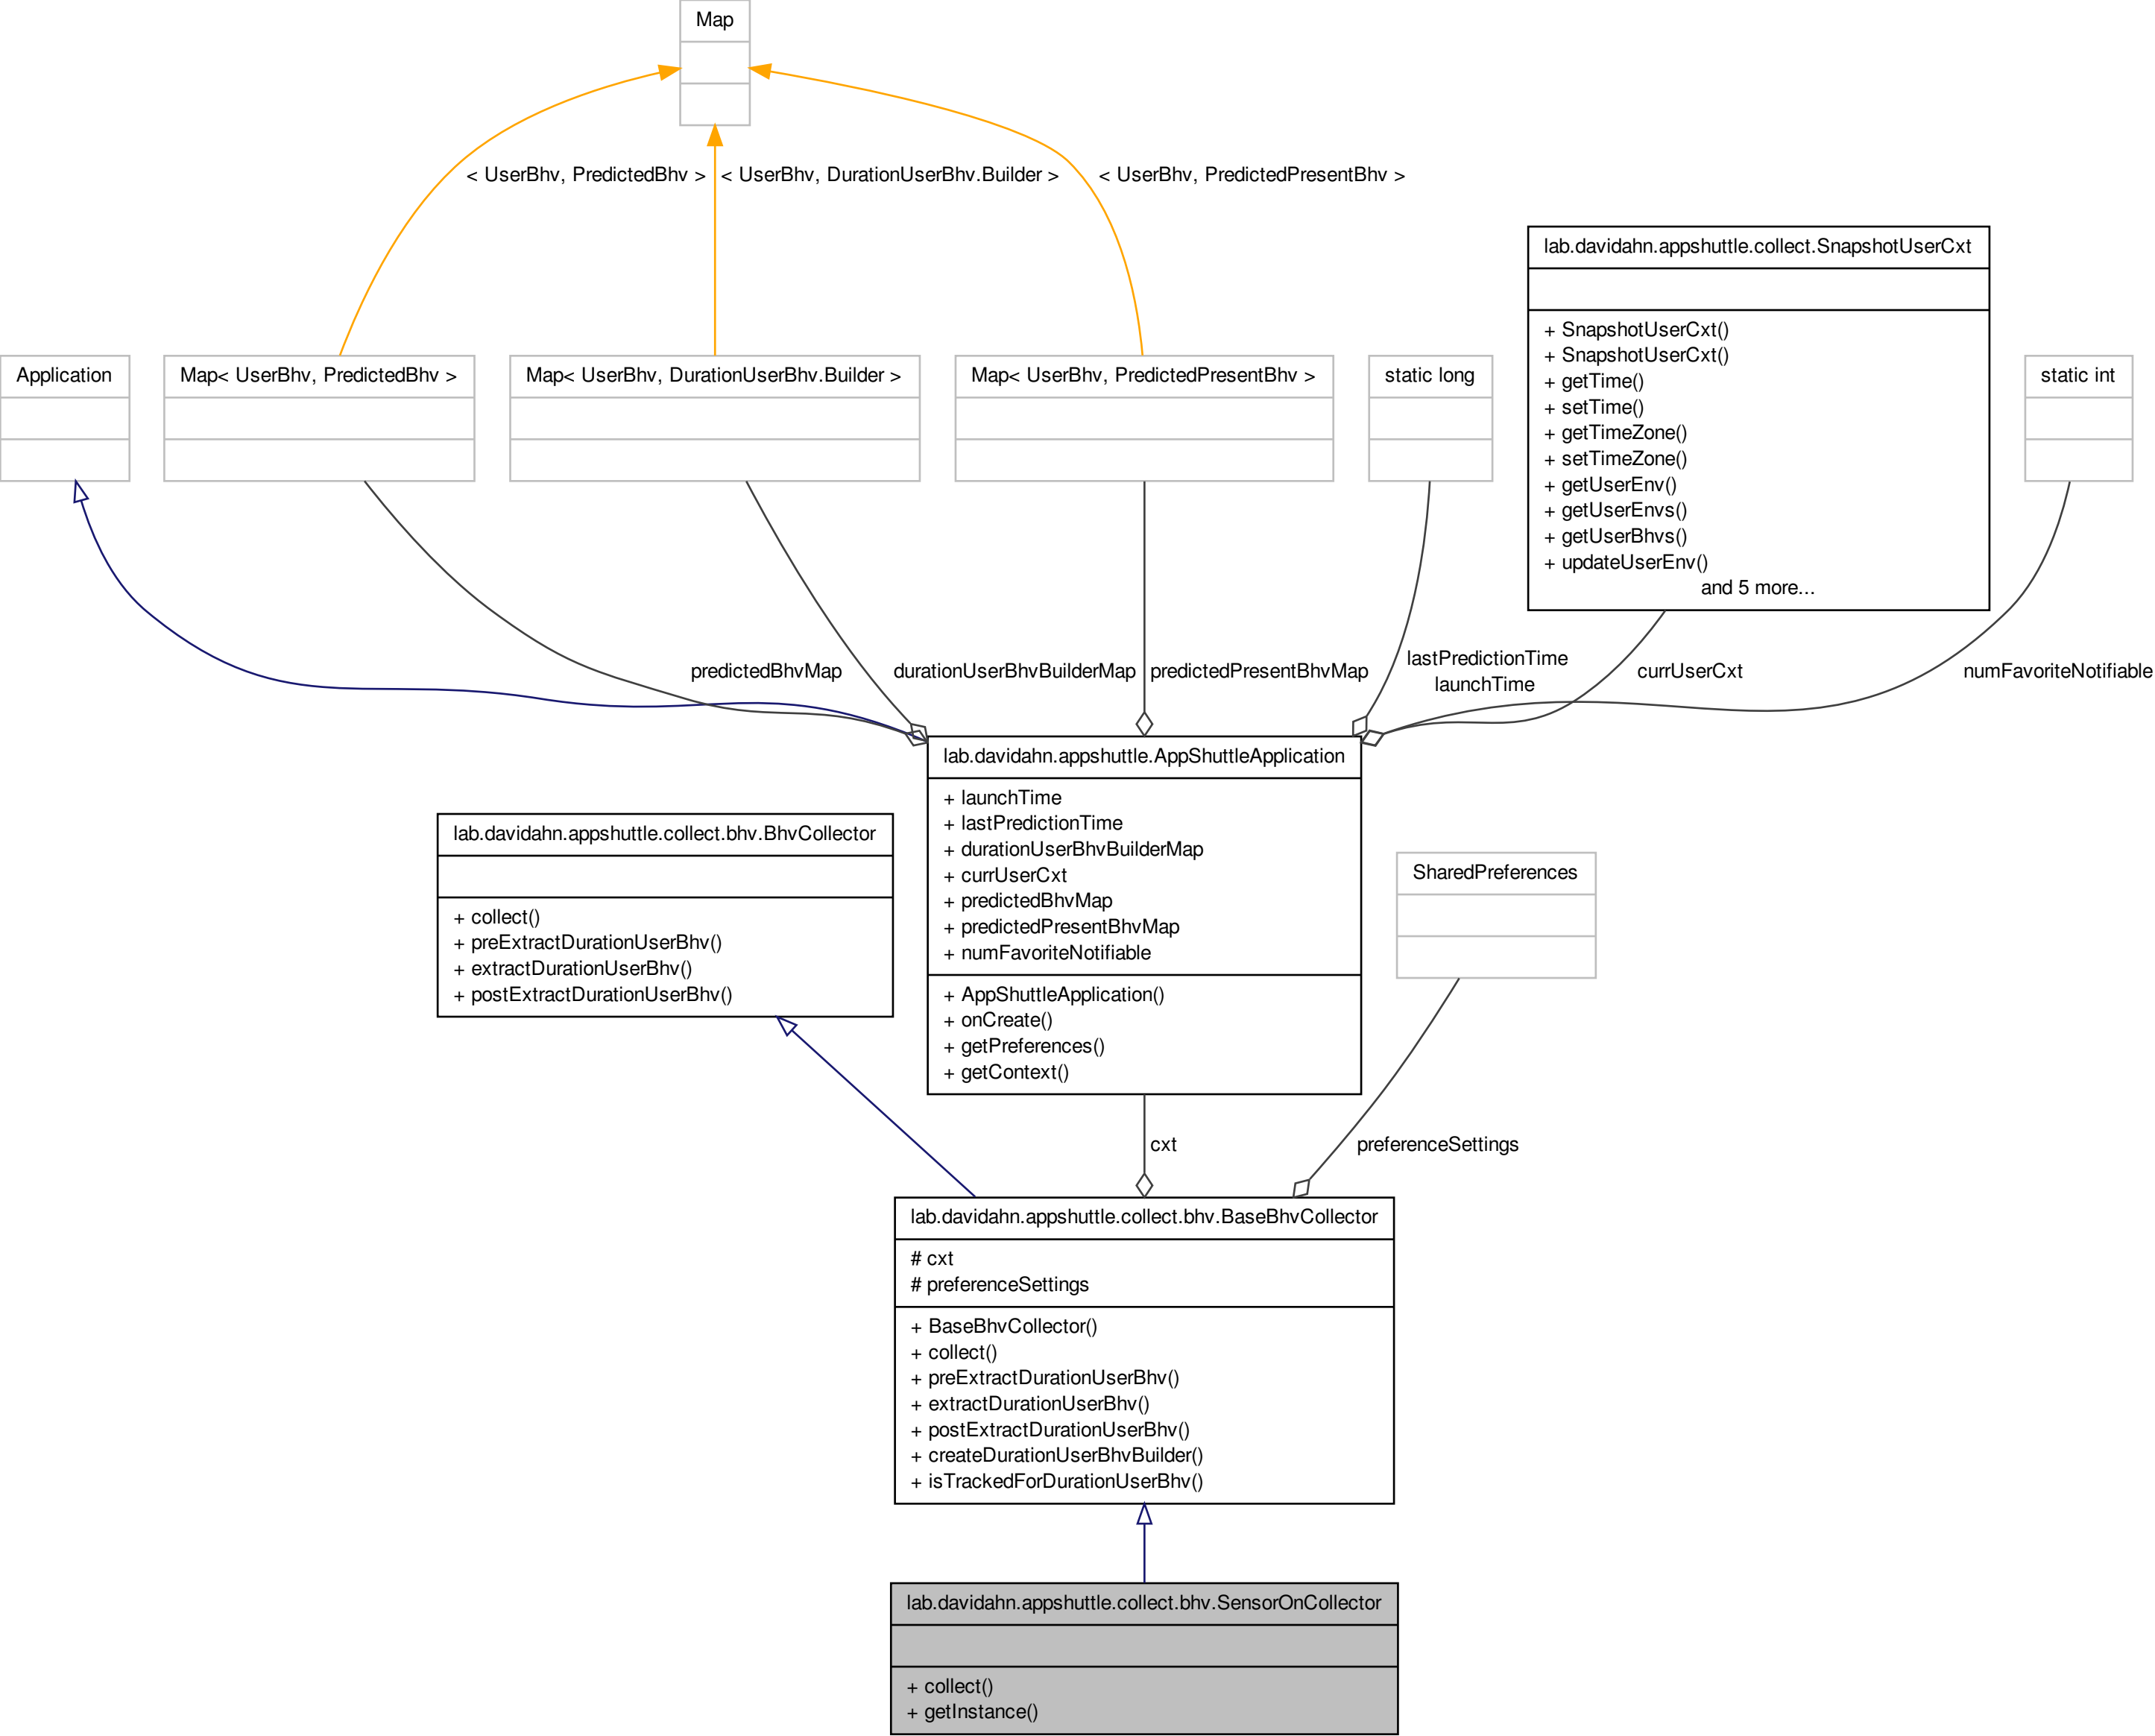 Map
< UserBhv, PredictedBhv >
< UserBhv, DurationUserBhv.Builder >
< UserBhv, PredictedPresentBhv >
lab.davidahn.appshuttle.collect.SnapshotUserCxt
+ SnapshotUserCxt()
+ SnapshotUserCxt()
+ getTime()
+ setTime()
+ getTimeZone()
+ setTimeZone()
+ getUserEnv()
+ getUserEnvs()
+ getUserBhvs()
+ updateUserEnv()
and 5 more...
Application
Map< UserBhv, PredictedBhv >
Map< UserBhv, DurationUserBhv.Builder >
Map< UserBhv, PredictedPresentBhv >
static long
static int
predictedBhvMap
durationUserBhvBuilderMap
predictedPresentBhvMap
lastPredictionTime
launchTime
currUserCxt
numFavoriteNotifiable
lab.davidahn.appshuttle.AppShuttleApplication
+ launchTime
+ lastPredictionTime
+ durationUserBhvBuilderMap
+ currUserCxt
+ predictedBhvMap
+ predictedPresentBhvMap
+ numFavoriteNotifiable
+ AppShuttleApplication()
+ onCreate()
+ getPreferences()
+ getContext()
lab.davidahn.appshuttle.collect.bhv.BhvCollector
+ collect()
+ preExtractDurationUserBhv()
+ extractDurationUserBhv()
+ postExtractDurationUserBhv()
SharedPreferences
cxt
preferenceSettings
lab.davidahn.appshuttle.collect.bhv.BaseBhvCollector
# cxt
# preferenceSettings
+ BaseBhvCollector()
+ collect()
+ preExtractDurationUserBhv()
+ extractDurationUserBhv()
+ postExtractDurationUserBhv()
+ createDurationUserBhvBuilder()
+ isTrackedForDurationUserBhv()
lab.davidahn.appshuttle.collect.bhv.SensorOnCollector
+ collect()
+ getInstance()